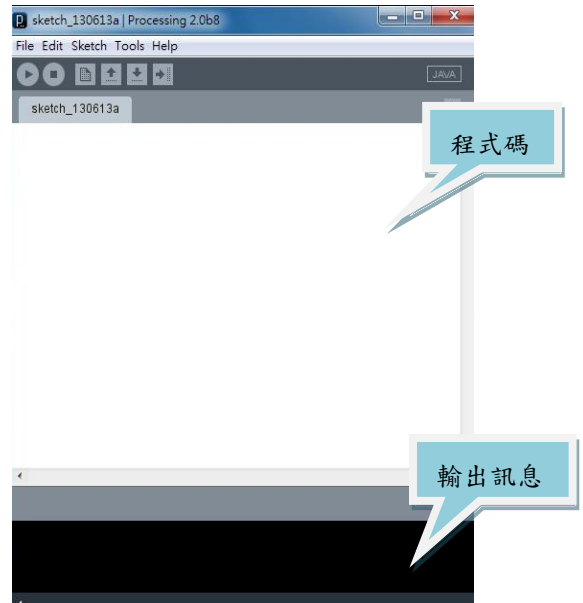 sketch_130613a | Processing 2.0b8
File Edit Sketch Tools Help
JAVA
sketch_130613a
程式碼
輸出訊息